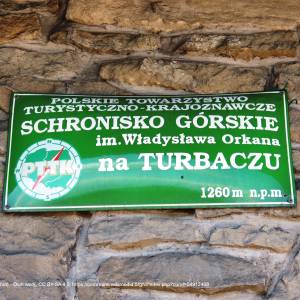 POLSKIE TOWARZYSTWO
TURYSTYCZNO-KRAJOZNAWCZE
SCHRONISKO GÓRSKIE
im. Władysława Orkana
na TURBACZU
PTTK
1260 m n.p.m